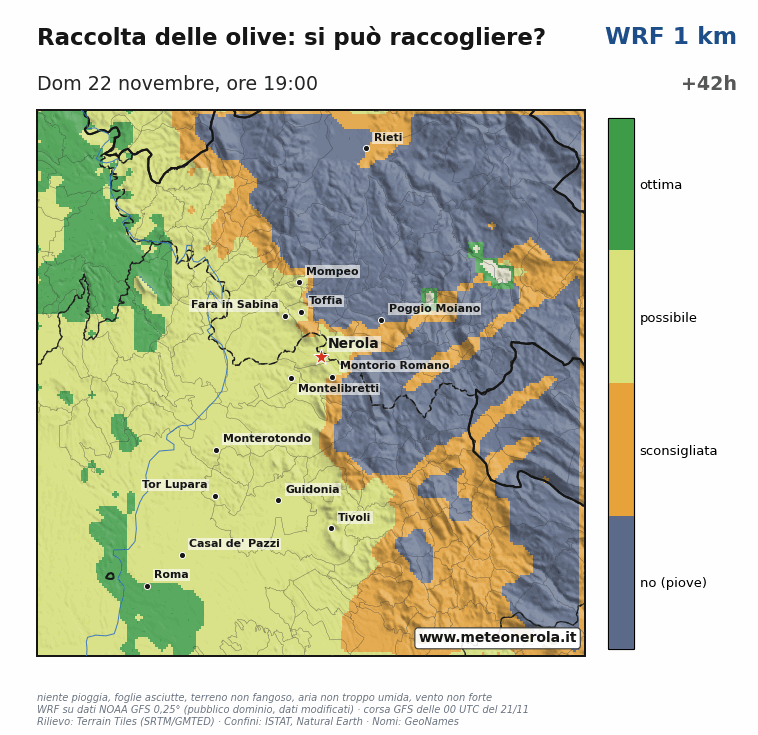 Raccolta delle olive: si può raccogliere?
WRF 1 km
Dom 22 novembre, ore 19:00
+42h
Rieti
ottima
Mompeo
Toffia
Fara in Sabina
Poggio Moiano
possibile
Nerola
Montorio Romano
Montelibretti
Monterotondo
sconsigliata
Tor Lupara
Guidonia
Tivoli
Casal de' Pazzi
Roma
no (piove)
www.meteonerola.it
niente pioggia, foglie asciutte, terreno non fangoso, aria non troppo umida, vento non forte
WRF su dati NOAA GFS 0,25° (pubblico dominio, dati modificati) · corsa GFS delle 00 UTC del 21/11
Rilievo: Terrain Tiles (SRTM/GMTED) · Confini: ISTAT, Natural Earth · Nomi: GeoNames